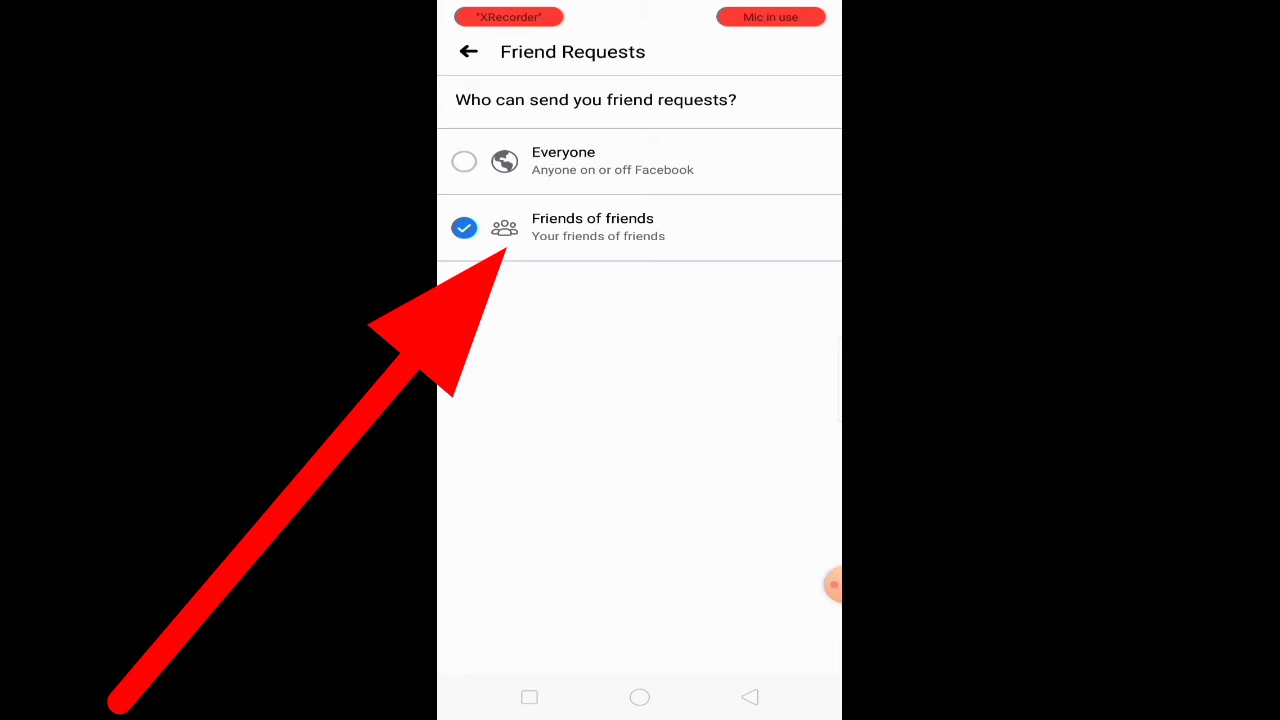 "XRecorder"
Mic in use
Friend Requests
Who can send you friend requests?
Everyone
Anyone on or off Facebook
Friends of friends
Your friends of friends